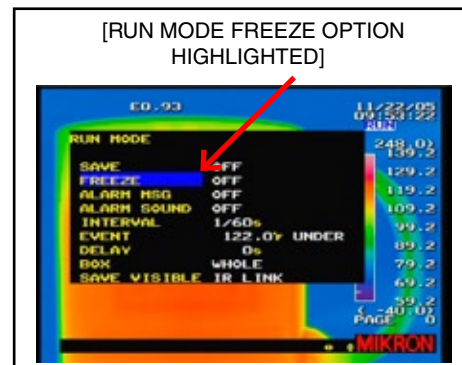 [RUN MODE FREEZE OPTION
HIGHLIGHTED]
E0.93
11/22/05
09:53:22
RUN
RUN MODE
SAVE OFF
FREEZE OFF
ALARM MSG OFF
ALARM SOUND OFF
INTERVAL 1/60s
EVENT 122.0F UNDER
DELAY 0s
BOX WHOLE
SAVE VISIBLE IR LINK
248.0)
139.2
129.2
119.2
109.2
99.2
89.2
79.2
69.2
59.2
( -40.0)
PAGE 0
MIKRON